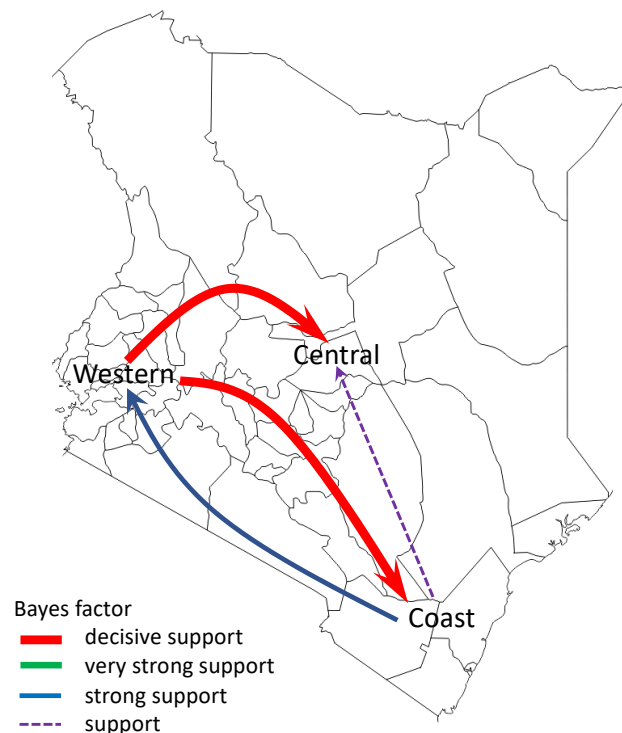 Central
Western
Coast
Bayes factor
decisive support
very strong support
strong support
support